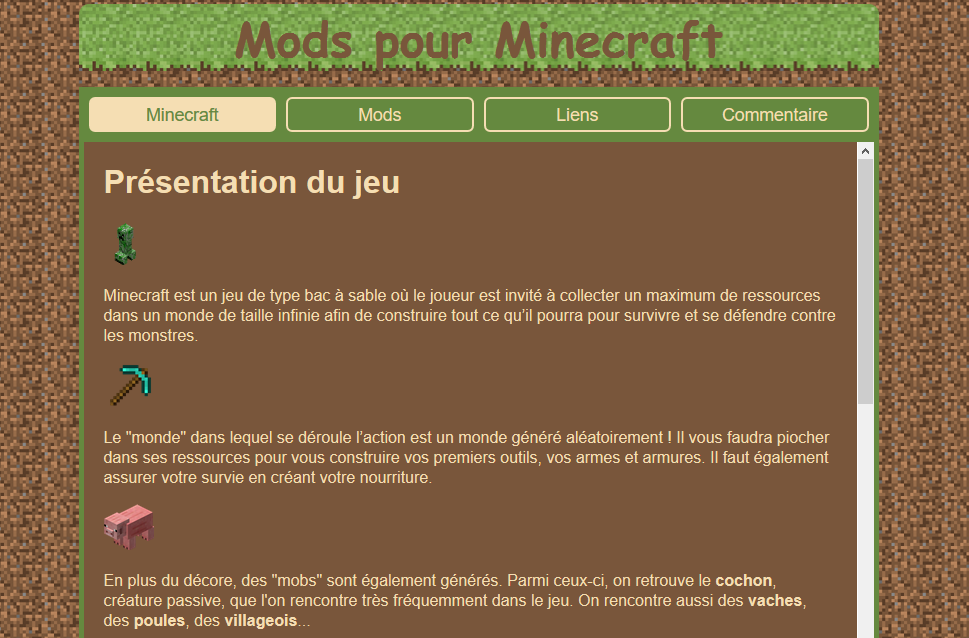 Mods pour Minecraft
Minecraft
Mods
Liens
Commentaire
Présentation du jeu
Minecraft est un jeu de type bac à sable où le joueur est invité à collecter un maximum de ressources
dans un monde de taille infinie afin de construire tout ce qu’il pourra pour survivre et se défendre contre
les monstres.
Le "monde" dans lequel se déroule l’action est un monde généré aléatoirement ! Il vous faudra piocher
dans ses ressources pour vous construire vos premiers outils, vos armes et armures. Il faut également
assurer votre survie en créant votre nourriture.
En plus du décore, des "mobs" sont également générés. Parmi ceux-ci, on retrouve le cochon,
créature passive, que l'on rencontre très fréquemment dans le jeu. On rencontre aussi des vaches,
des poules, des villageois...